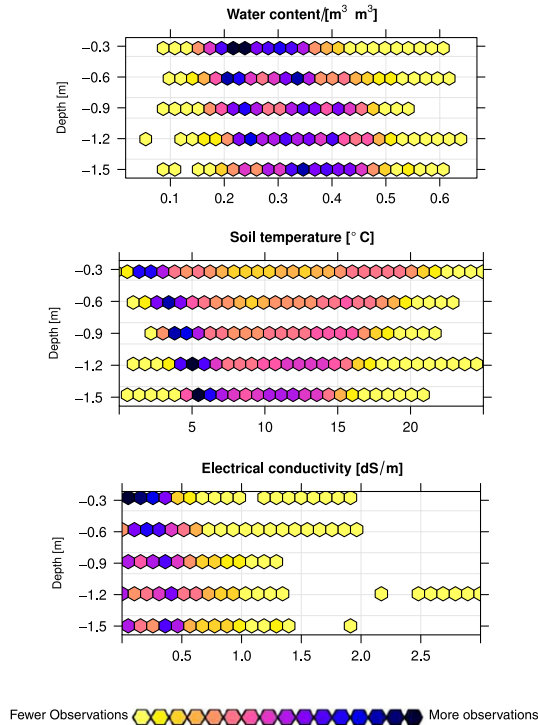 Water content/[m³ m³]
Depth [m]
−0.3
−0.6
−0.9
−1.2
−1.5
0.1 0.2 0.3 0.4 0.5 0.6
Soil temperature [° C]
Depth [m]
−0.3
−0.6
−0.9
−1.2
−1.5
5 10 15 20
Electrical conductivity [dS/m]
Depth [m]
−0.3
−0.6
−0.9
−1.2
−1.5
0.5 1.0 1.5 2.0 2.5
Fewer Observations More observations